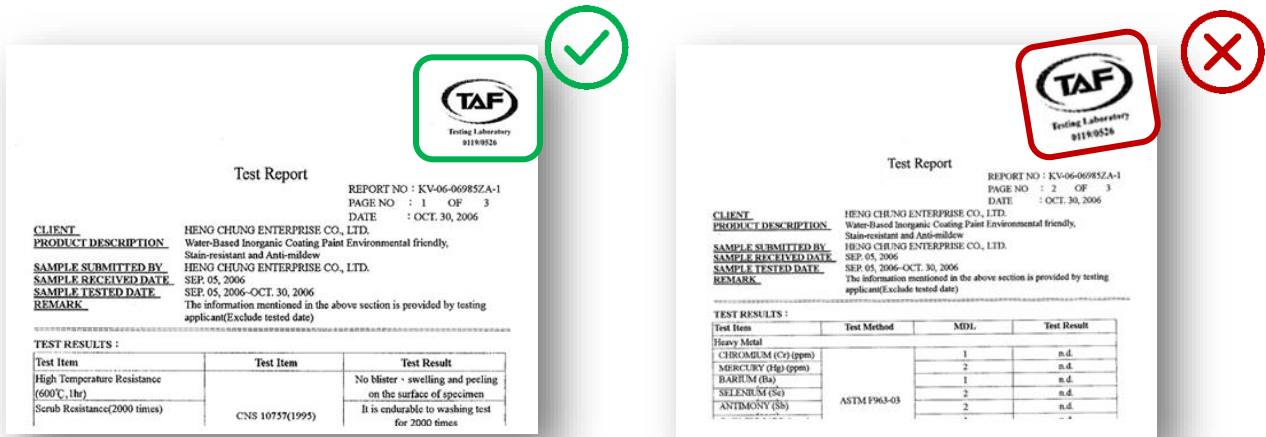 TAF
Testing Laboratory
0119/0526
Test Report
REPORT NO : KV-06-06985ZA-1
PAGE NO : 1 OF 3
DATE : OCT. 30, 2006
CLIENT HENG CHUNG ENTERPRISE CO., LTD.
PRODUCT DESCRIPTION Water-Based Inorganic Coating Paint Environmental friendly,
Stain-resistant and Anti-mildew
SAMPLE SUBMITTED BY HENG CHUNG ENTERPRISE CO., LTD.
SAMPLE RECEIVED DATE SEP. 05, 2006
SAMPLE TESTED DATE SEP. 05, 2006~OCT. 30, 2006
REMARK The information mentioned in the above section is provided by testing
applicant(Exclude tested date)
TEST RESULTS :
Test Item Test Item Test Result
High Temperature Resistance No blister、swelling and peeling
(600℃, 1hr) on the surface of specimen
Scrub Resistance(2000 times) CNS 10757(1995) It is endurable to washing test
for 2000 times
TAF
Testing Laboratory
0119/0526
Test Report
REPORT NO : KV-06-06985ZA-1
PAGE NO : 2 OF 3
DATE : OCT. 30, 2006
CLIENT HENG CHUNG ENTERPRISE CO., LTD.
PRODUCT DESCRIPTION Water-Based Inorganic Coating Paint Environmental friendly,
Stain-resistant and Anti-mildew
SAMPLE SUBMITTED BY HENG CHUNG ENTERPRISE CO., LTD.
SAMPLE RECEIVED DATE SEP. 05, 2006
SAMPLE TESTED DATE SEP. 05, 2006~OCT. 30, 2006
REMARK The information mentioned in the above section is provided by testing
applicant(Exclude tested date)
TEST RESULTS :
Test Item Test Method MDL Test Result
Heavy Metal
CHROMIUM (Cr) (ppm) 1 n.d.
MERCURY (Hg) (ppm) 2 n.d.
BARIUM (Ba) 1 n.d.
SELENIUM (Se) 2 n.d.
ANTIMONY (Sb) ASTM F963-03 2 n.d.